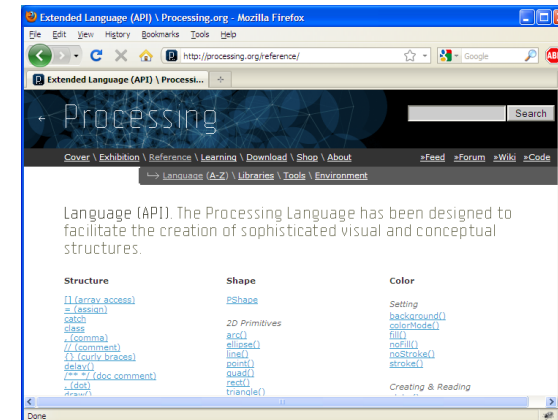 Extended Language (API) \ Processing.org - Mozilla Firefox
File Edit View History Bookmarks Tools Help
http://processing.org/reference/
Google
ABP
Extended Language (API) \ Processi...
Processing
Search
Cover \ Exhibition \ Reference \ Learning \ Download \ Shop \ About
»Feed »Forum »Wiki »Code
Language (A-Z) \ Libraries \ Tools \ Environment
Language (API). The Processing Language has been designed to
facilitate the creation of sophisticated visual and conceptual
structures.
Structure
[] (array access)
= (assign)
catch
class
, (comma)
// (comment)
{} (curly braces)
delay()
/** */ (doc comment)
. (dot)
draw()
Shape
PShape
2D Primitives
arc()
ellipse()
line()
point()
quad()
rect()
triangle()
Color
Setting
background()
colorMode()
fill()
noFill()
noStroke()
stroke()
Creating & Reading
Done